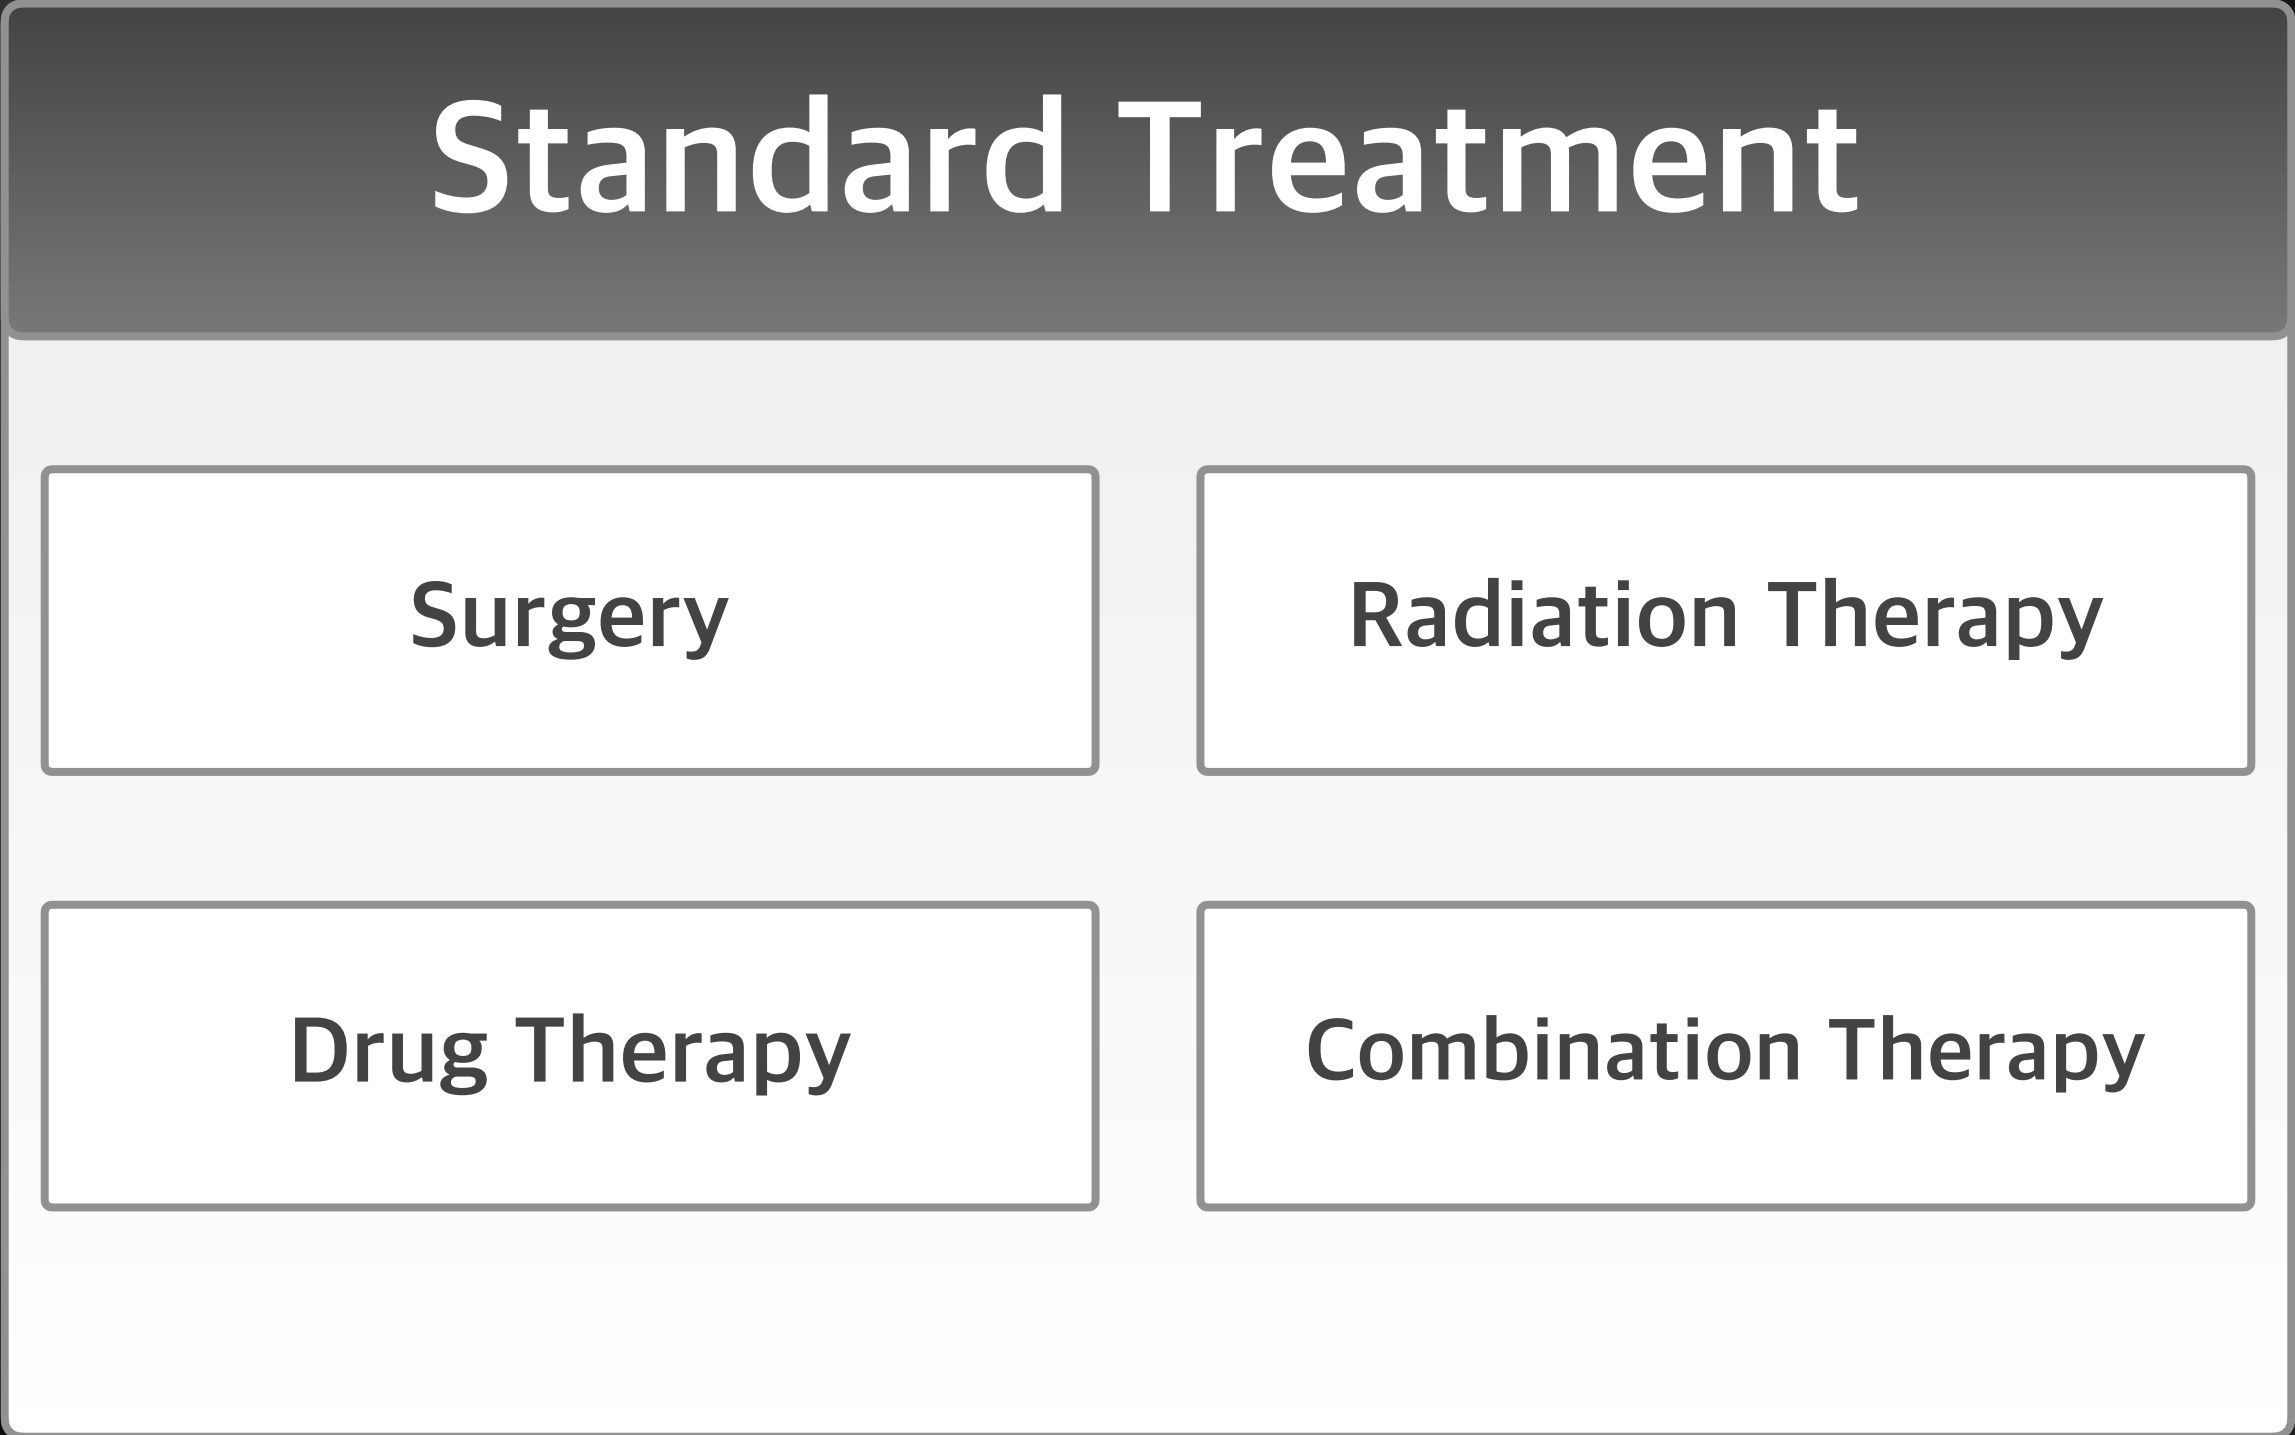 Standard Treatment
Surgery
Radiation Therapy
Drug Therapy
Combination Therapy